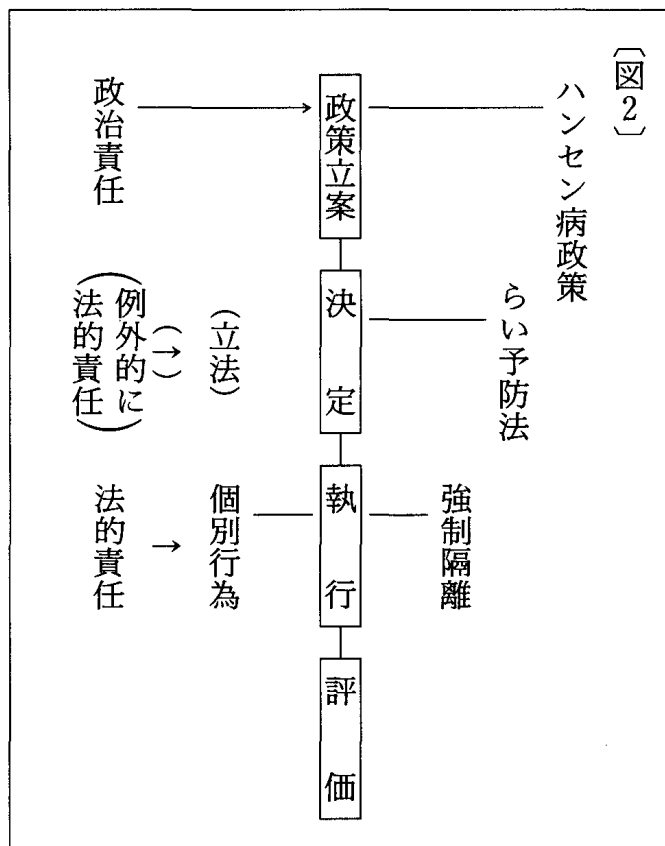 〔図2〕
ハンセン病政策
らい予防法
強制隔離
政策立案
決定
執行
評価
(立法)
個別行為
政治責任
(→)
(例外的に
法的責任)
法的責任
→